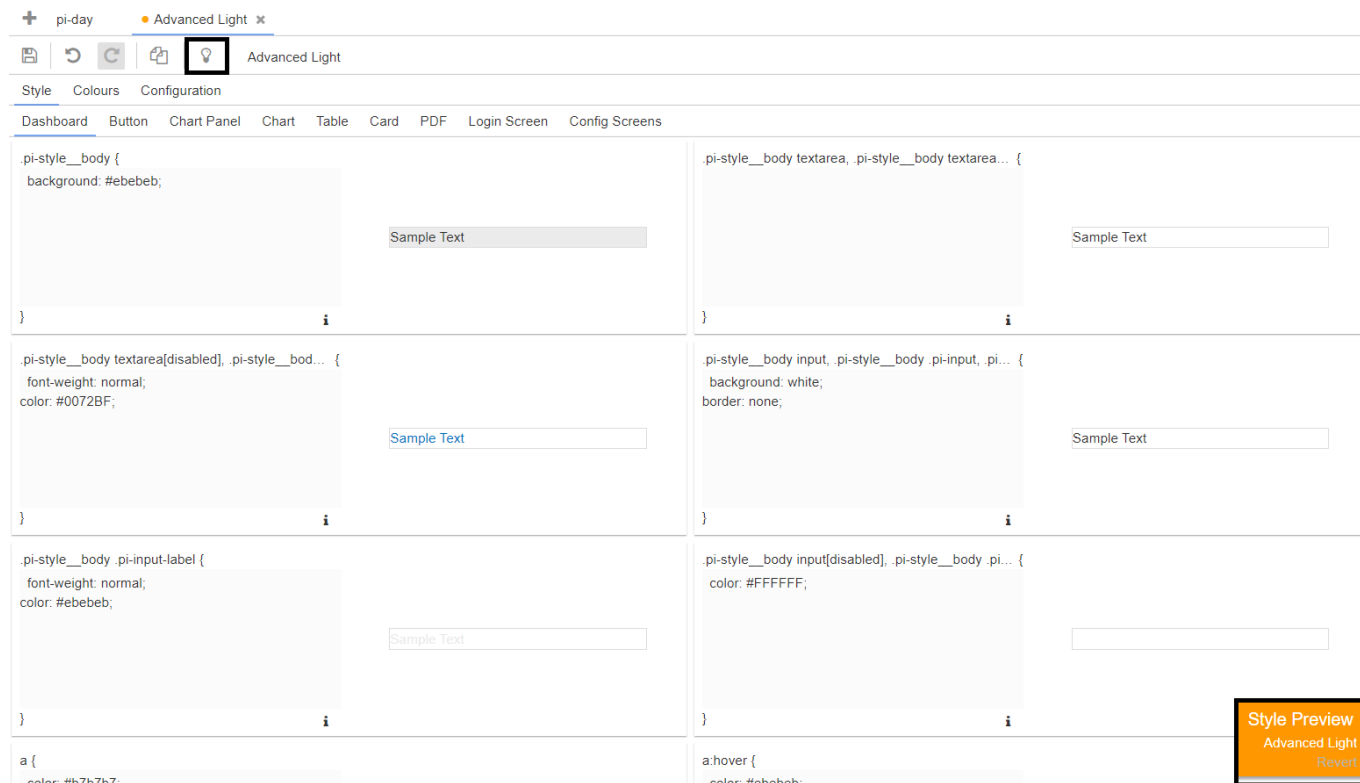 pi-day Advanced Light
Advanced Light
Style Colours Configuration
Dashboard Button Chart Panel Chart Table Card PDF Login Screen Config Screens
.pi-style__body {
background: #ebebeb;
Sample Text
}
.pi-style__body textarea, .pi-style__body textarea... {
Sample Text
}
.pi-style__body textarea[disabled], .pi-style__bod... {
font-weight: normal;
color: #0072BF;
Sample Text
}
.pi-style__body input, .pi-style__body .pi-input, .pi... {
background: white;
border: none;
Sample Text
}
.pi-style__body .pi-input-label {
font-weight: normal;
color: #ebebeb;
Sample Text
}
.pi-style__body input[disabled], .pi-style__body .pi... {
color: #FFFFFF;
}
a {
color: #b7b7b7;
a:hover {
color: #ebebeb;
Style Preview
Advanced Light
Revert